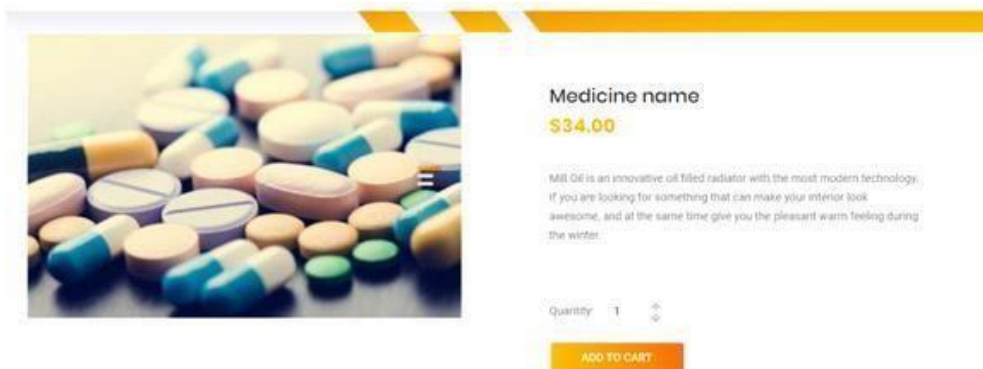 Medicine name
$34.00
Mill Oil is an innovative oil filled radiator with the most modern technology.
If you are looking for something that can make your interior look
awesome, and at the same time give you the pleasant warm feeling during
the winter.
Quantity: 1
ADD TO CART